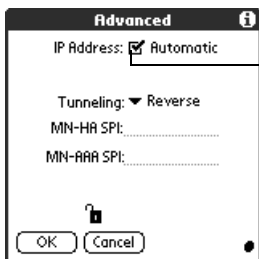 Advanced i
IP Address: Automatic
Tunneling: Reverse
MN-HA SPI:
MN-AAA SPI:
OK Cancel